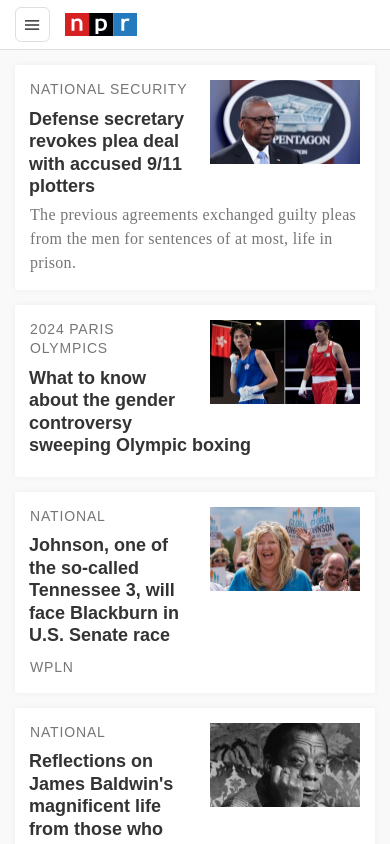 npr
NATIONAL SECURITY
Defense secretary
revokes plea deal
with accused 9/11
plotters
PENTAGON
The previous agreements exchanged guilty pleas
from the men for sentences of at most, life in
prison.
2024 PARIS
OLYMPICS
What to know
about the gender
controversy
sweeping Olympic boxing
NATIONAL
Johnson, one of
the so-called
Tennessee 3, will
face Blackburn in
U.S. Senate race
GLORIA
JOHNSON
WPLN
NATIONAL
Reflections on
James Baldwin's
magnificent life
from those who